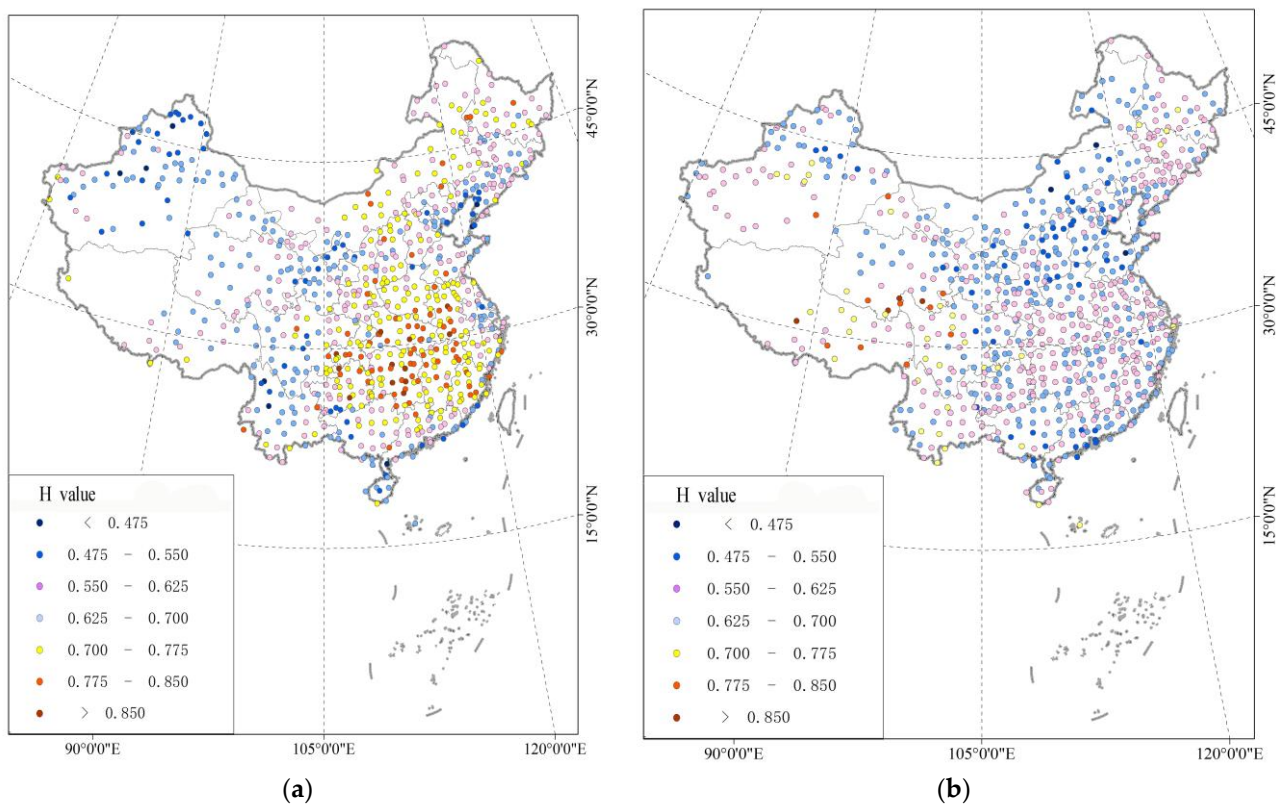 45°0'0"N
30°0'0"N
15°0'0"N
H value
< 0.475
0.475 - 0.550
0.550 - 0.625
0.625 - 0.700
0.700 - 0.775
0.775 - 0.850
> 0.850
90°0'0"E
105°0'0"E
120°0'0"E
(a)
45°0'0"N
30°0'0"N
15°0'0"N
H value
< 0.475
0.475 - 0.550
0.550 - 0.625
0.625 - 0.700
0.700 - 0.775
0.775 - 0.850
> 0.850
90°0'0"E
105°0'0"E
120°0'0"E
(b)